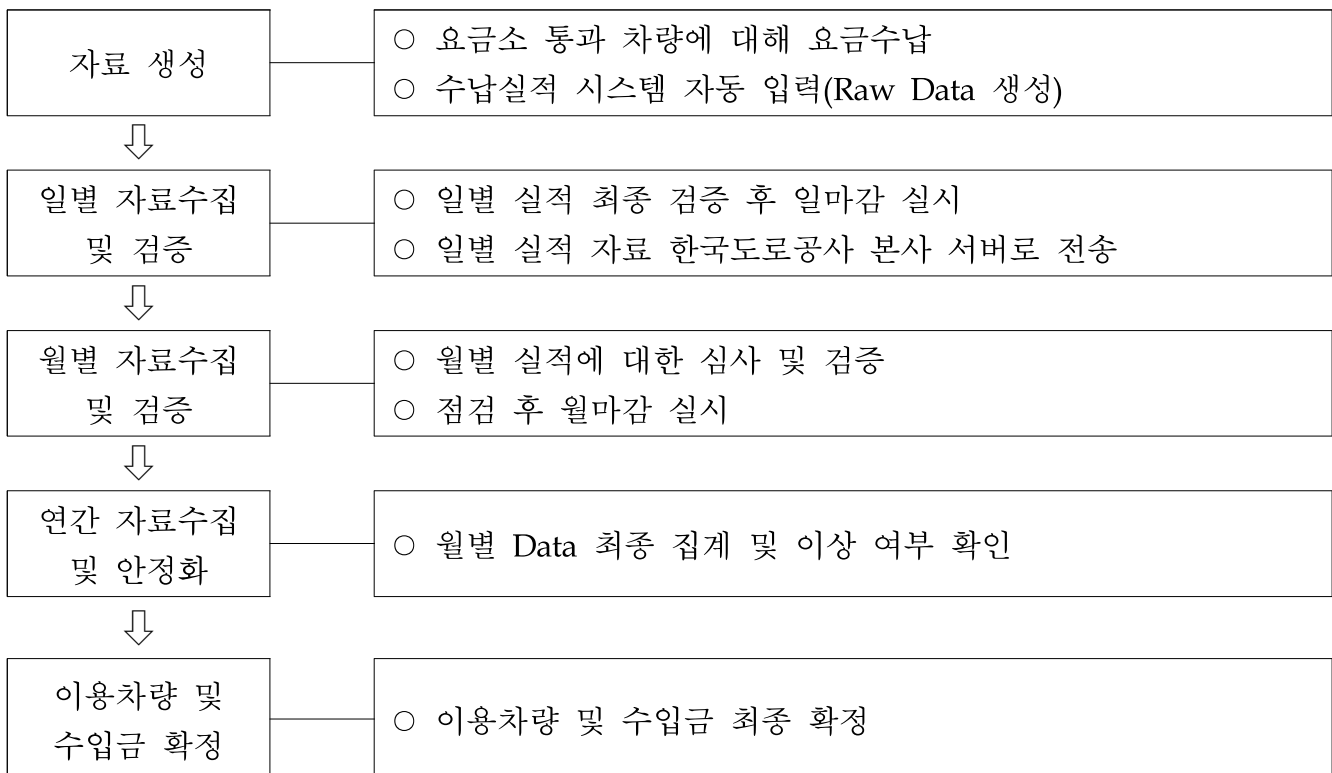 자료 생성
○ 요금소 통과 차량에 대해 요금수납
○ 수납실적 시스템 자동 입력(Raw Data 생성)
일별 자료수집
및 검증
○ 일별 실적 최종 검증 후 일마감 실시
○ 일별 실적 자료 한국도로공사 본사 서버로 전송
월별 자료수집
및 검증
○ 월별 실적에 대한 심사 및 검증
○ 점검 후 월마감 실시
연간 자료수집
및 안정화
○ 월별 Data 최종 집계 및 이상 여부 확인
이용차량 및
수입금 확정
○ 이용차량 및 수입금 최종 확정